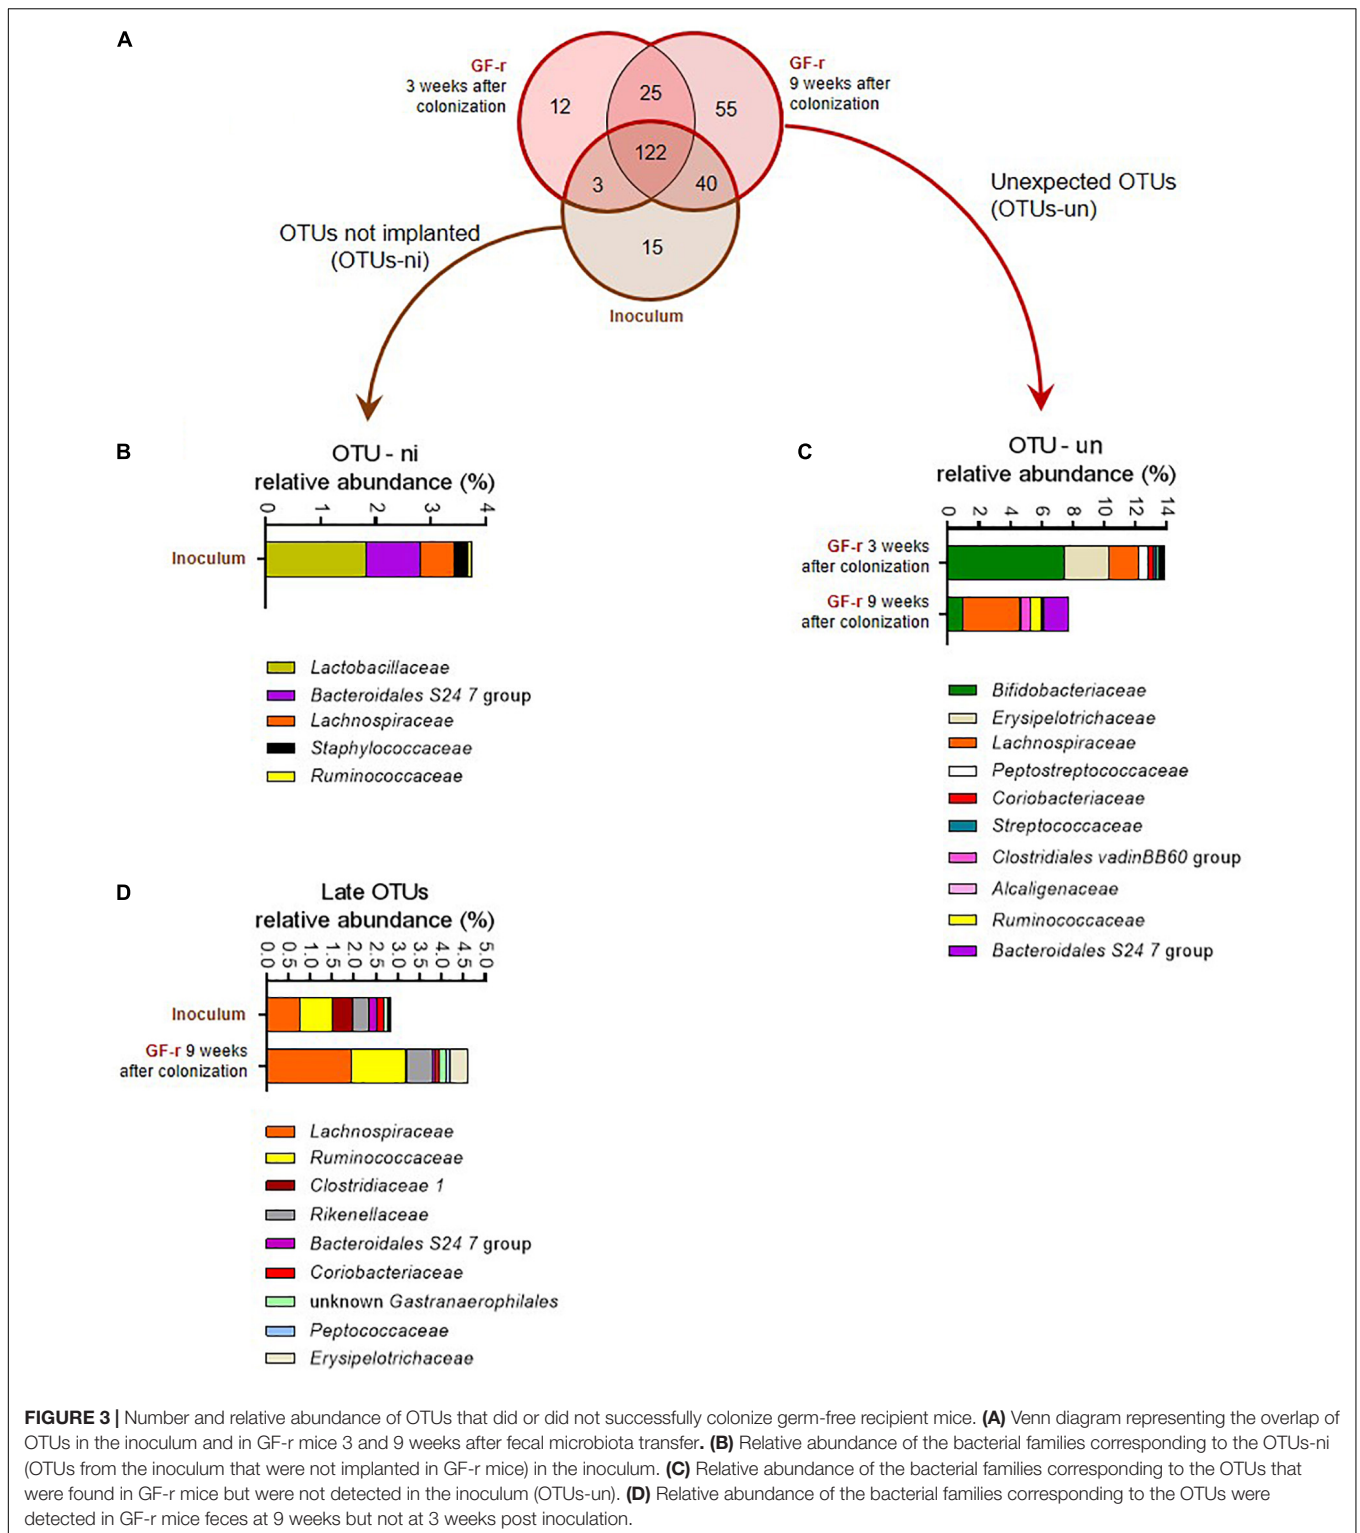 A
GF-r
3 weeks after
colonization
GF-r
9 weeks after
colonization
12
25
55
122
3
40
15
Inoculum
OTUs not implanted
(OTUs-ni)
Unexpected OTUs
(OTUs-un)
B
OTU - ni
relative abundance (%)
0 1 2 3 4
Inoculum
Lactobacillaceae
Bacteroidales S24 7 group
Lachnospiraceae
Staphylococcaceae
Ruminococcaceae
C
OTU - un
relative abundance (%)
0 2 4 6 8 10 12 14
GF-r 3 weeks
after colonization
GF-r 9 weeks
after colonization
Bifidobacteriaceae
Erysipelotrichaceae
Lachnospiraceae
Peptostreptococcaceae
Coriobacteriaceae
Streptococcaceae
Clostridiales vadinBB60 group
Alcaligenaceae
Ruminococcaceae
Bacteroidales S24 7 group
D
Late OTUs
relative abundance (%)
0.0 0.5 1.0 1.5 2.0 2.5 3.0 3.5 4.0 4.5 5.0
Inoculum
GF-r 9 weeks
after colonization
Lachnospiraceae
Ruminococcaceae
Clostridiaceae 1
Rikenellaceae
Bacteroidales S24 7 group
Coriobacteriaceae
unknown Gastranaerophilales
Peptococcaceae
Erysipelotrichaceae
FIGURE 3 | Number and relative abundance of OTUs that did or did not successfully colonize germ-free recipient mice. (A) Venn diagram representing the overlap of
OTUs in the inoculum and in GF-r mice 3 and 9 weeks after fecal microbiota transfer. (B) Relative abundance of the bacterial families corresponding to the OTUs-ni
(OTUs from the inoculum that were not implanted in GF-r mice) in the inoculum. (C) Relative abundance of the bacterial families corresponding to the OTUs that
were found in GF-r mice but were not detected in the inoculum (OTUs-un). (D) Relative abundance of the bacterial families corresponding to the OTUs were
detected in GF-r mice feces at 9 weeks but not at 3 weeks post inoculation.